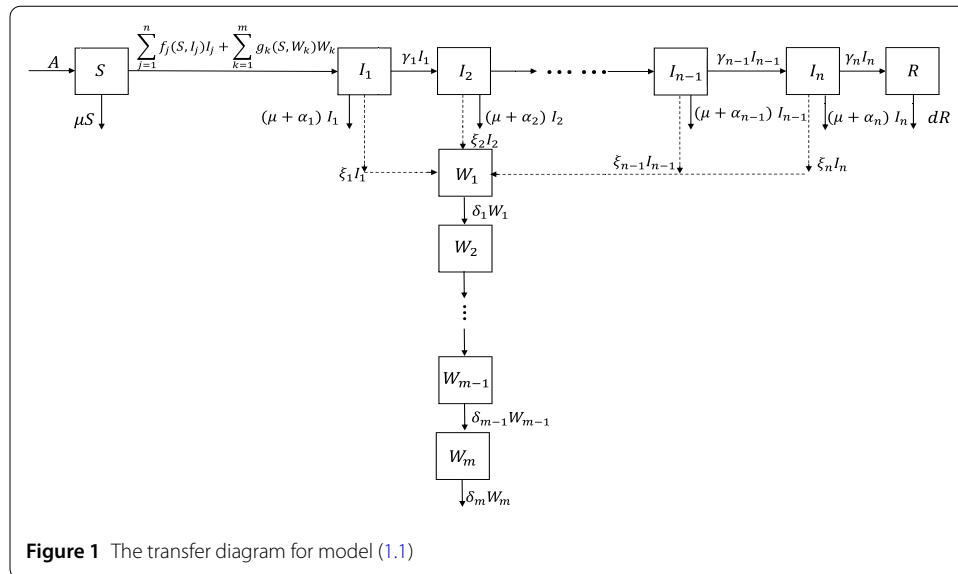 A
S
\sum_{j=1}^{n} f_j(S, I_j)I_j + \sum_{k=1}^{m} g_k(S, W_k)W_k
I_1
γ_1 I_1
I_2
... ...
I_{n-1}
γ_{n-1} I_{n-1}
I_n
γ_n I_n
R
μS
(μ + α_1) I_1
(μ + α_2) I_2
(μ + α_{n-1}) I_{n-1}
(μ + α_n) I_n
dR
ξ_1 I_1
ξ_2 I_2
ξ_{n-1} I_{n-1}
ξ_n I_n
W_1
δ_1 W_1
W_2
⋮
W_{m-1}
δ_{m-1} W_{m-1}
W_m
δ_m W_m
Figure 1 The transfer diagram for model (1.1)